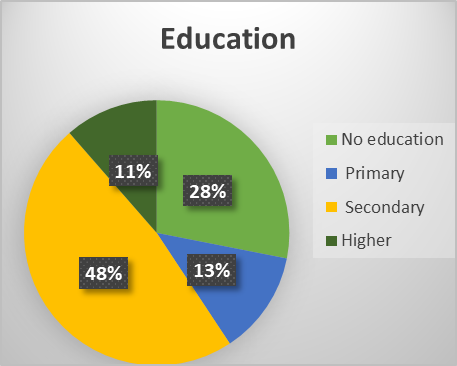 Education
11%
28%
48%
13%
No education
Primary
Secondary
Higher